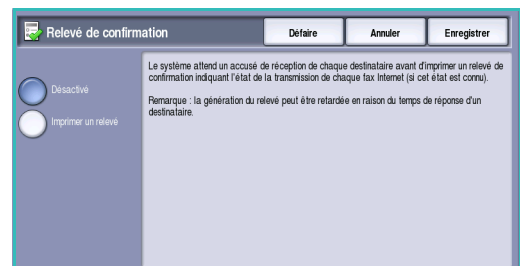 Relevé de confirmation
Défaire
Annuler
Enregistrer
Désactivé
Imprimer un relevé
Le système attend un accusé de réception de chaque destinataire avant d'imprimer un relevé de
confirmation indiquant l'état de la transmission de chaque fax Internet (si cet état est connu).
Remarque : la génération du relevé peut être retardée en raison du temps de réponse d'un
destinataire.